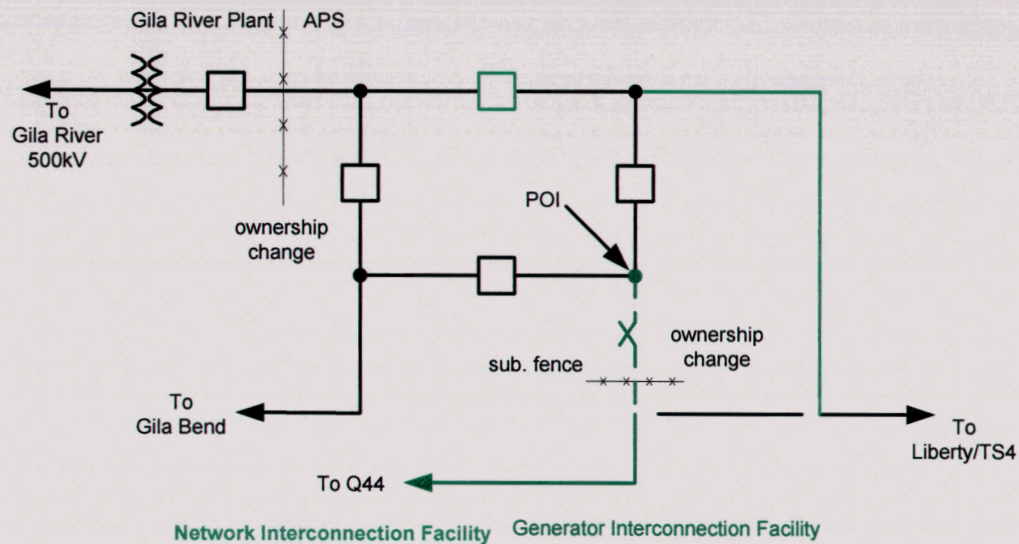 Gila River Plant
APS
To
Gila River
500kV
ownership
change
POI
sub. fence
ownership
change
To
Gila Bend
To
Liberty/TS4
To Q44
Network Interconnection Facility
Generator Interconnection Facility